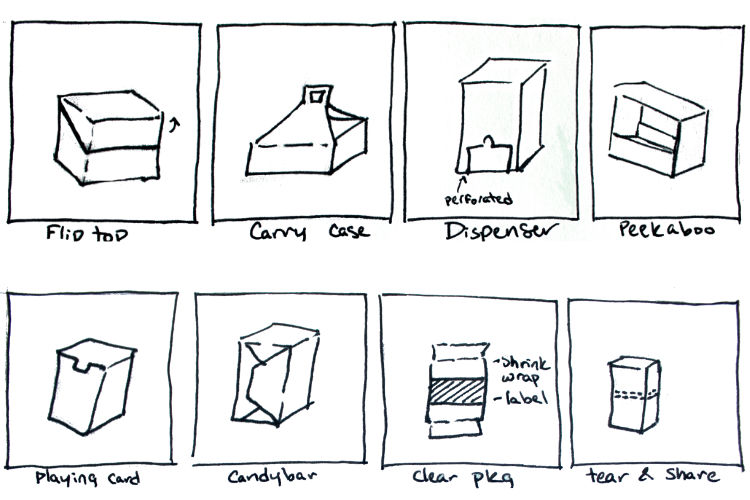 Flip top
Carry case
perforated
Dispenser
Peekaboo
playing card
candybar
shrink
wrap
label
clear pkg
tear & share